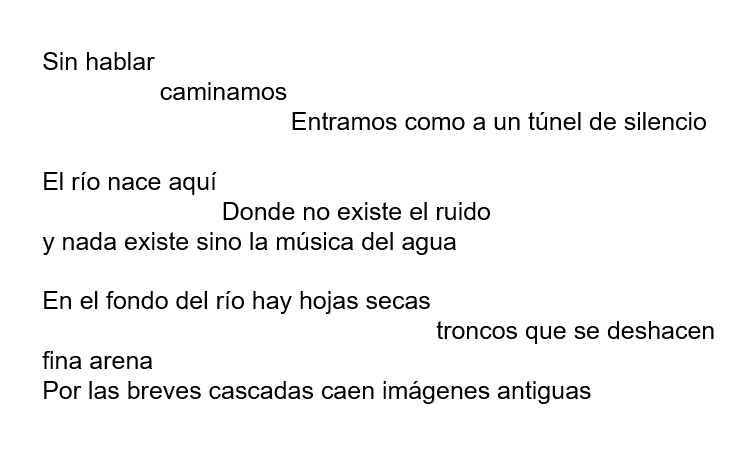 Sin hablar
caminamos
Entramos como a un túnel de silencio
El río nace aquí
Donde no existe el ruido
y nada existe sino la música del agua
En el fondo del río hay hojas secas
troncos que se deshacen
fina arena
Por las breves cascadas caen imágenes antiguas